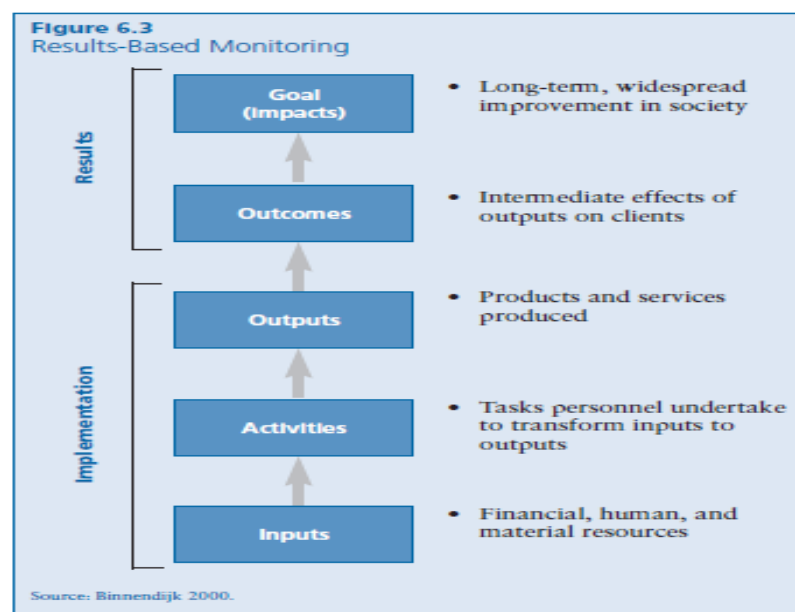 Figure 6.3
Results-Based Monitoring
Results
Goal
(Impacts)
• Long-term, widespread
improvement in society
Outcomes
• Intermediate effects of
outputs on clients
Implementation
Outputs
• Products and services
produced
Activities
• Tasks personnel undertake
to transform inputs to
outputs
Inputs
• Financial, human, and
material resources
Source: Binnendijk 2000.